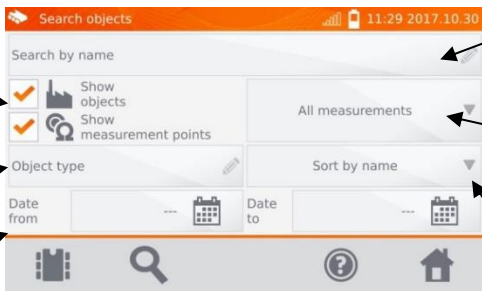 Search objects 11:29 2017.10.30
Search by name
Show
objects
Show
measurement points
All measurements
Object type
Sort by name
Date
from
---
Date
to
---